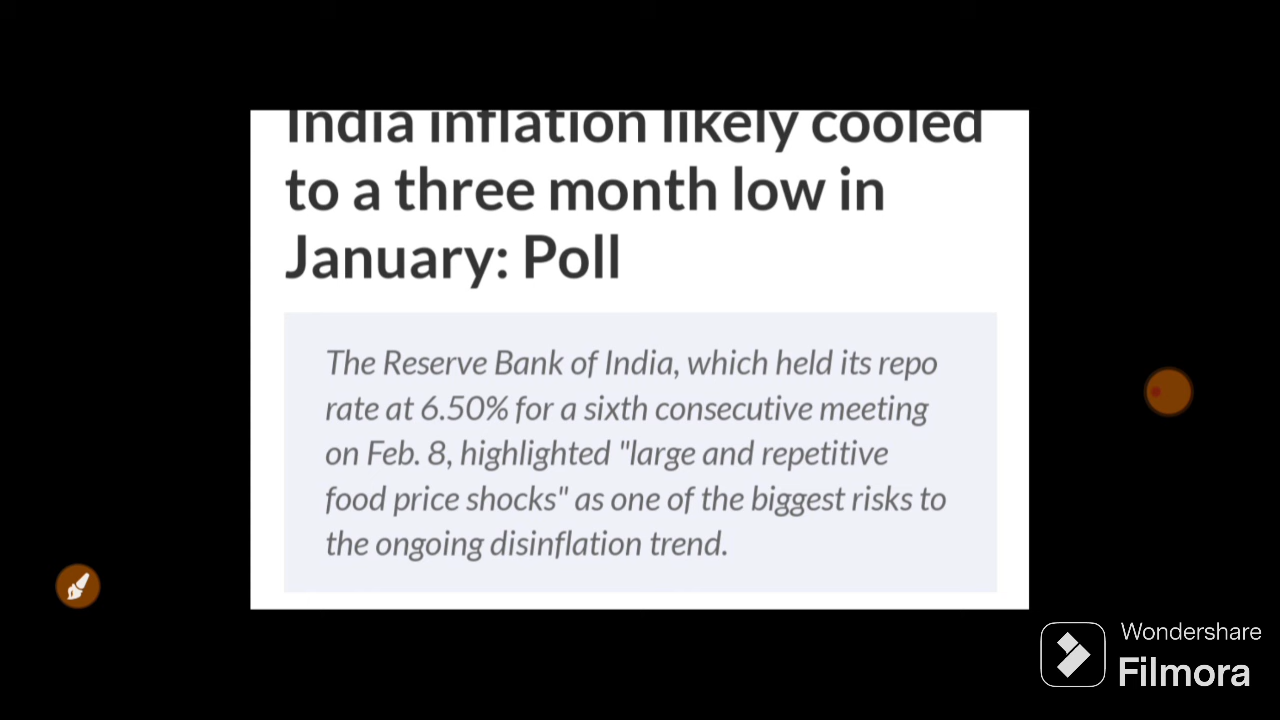 India inflation likely cooled
to a three month low in
January: Poll
The Reserve Bank of India, which held its repo
rate at 6.50% for a sixth consecutive meeting
on Feb. 8, highlighted "large and repetitive
food price shocks" as one of the biggest risks to
the ongoing disinflation trend.
Wondershare
Filmora